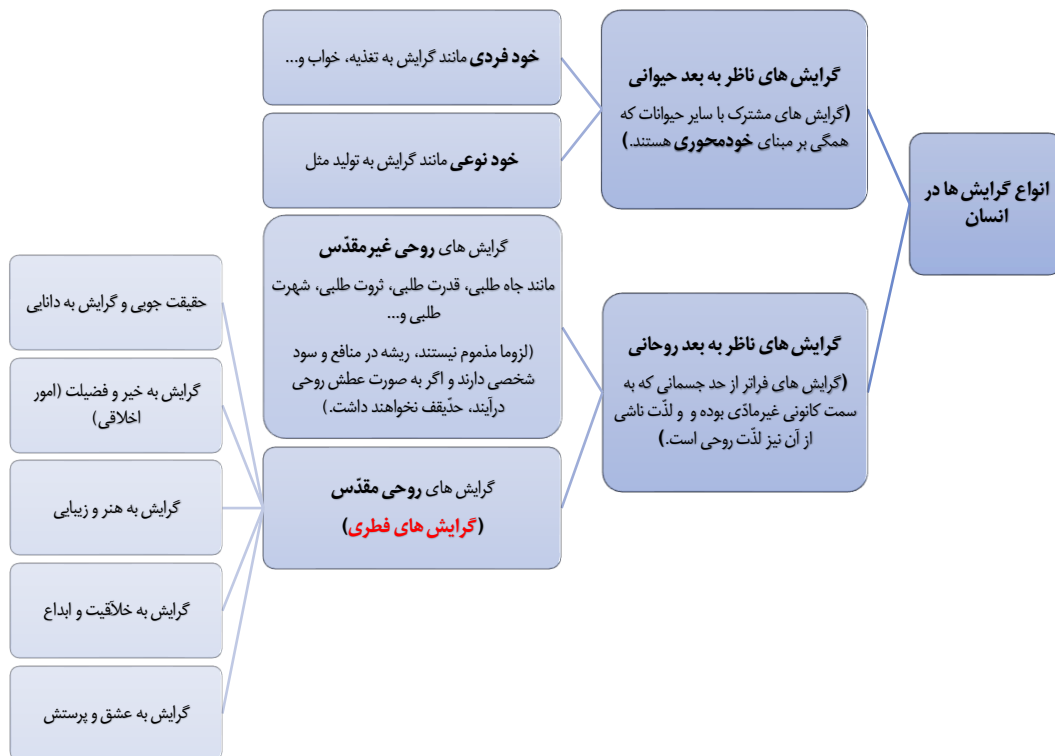 انواع گرایش ها در
انسان
گرایش های ناظر به بعد حیوانی
(گرایش های مشترک با سایر حیوانات که
همگی بر مبنای خودمحوری هستند.)
خود فردی مانند گرایش به تغذیه، خواب و...
خود نوعی مانند گرایش به تولید مثل
گرایش های ناظر به بعد روحانی
(گرایش های فراتر از حد جسمانی که به
سمت کانونی غیرمادّی بوده و و لذّت ناشی
از آن نیز لذّت روحی است.)
گرایش های روحی غیرمقدّس
مانند جاه طلبی، قدرت طلبی، ثروت طلبی، شهرت
طلبی و...
(لزوما مذموم نیستند، ریشه در منافع و سود
شخصی دارند و اگر به صورت عطش روحی
درآیند، حدّیقف نخواهند داشت.)
گرایش های روحی مقدّس
(گرایش های فطری)
حقیقت جویی و گرایش به دانایی
گرایش به خیر و فضیلت (امور
اخلاقی)
گرایش به هنر و زیبایی
گرایش به خلاّقیت و ابداع
گرایش به عشق و پرستش